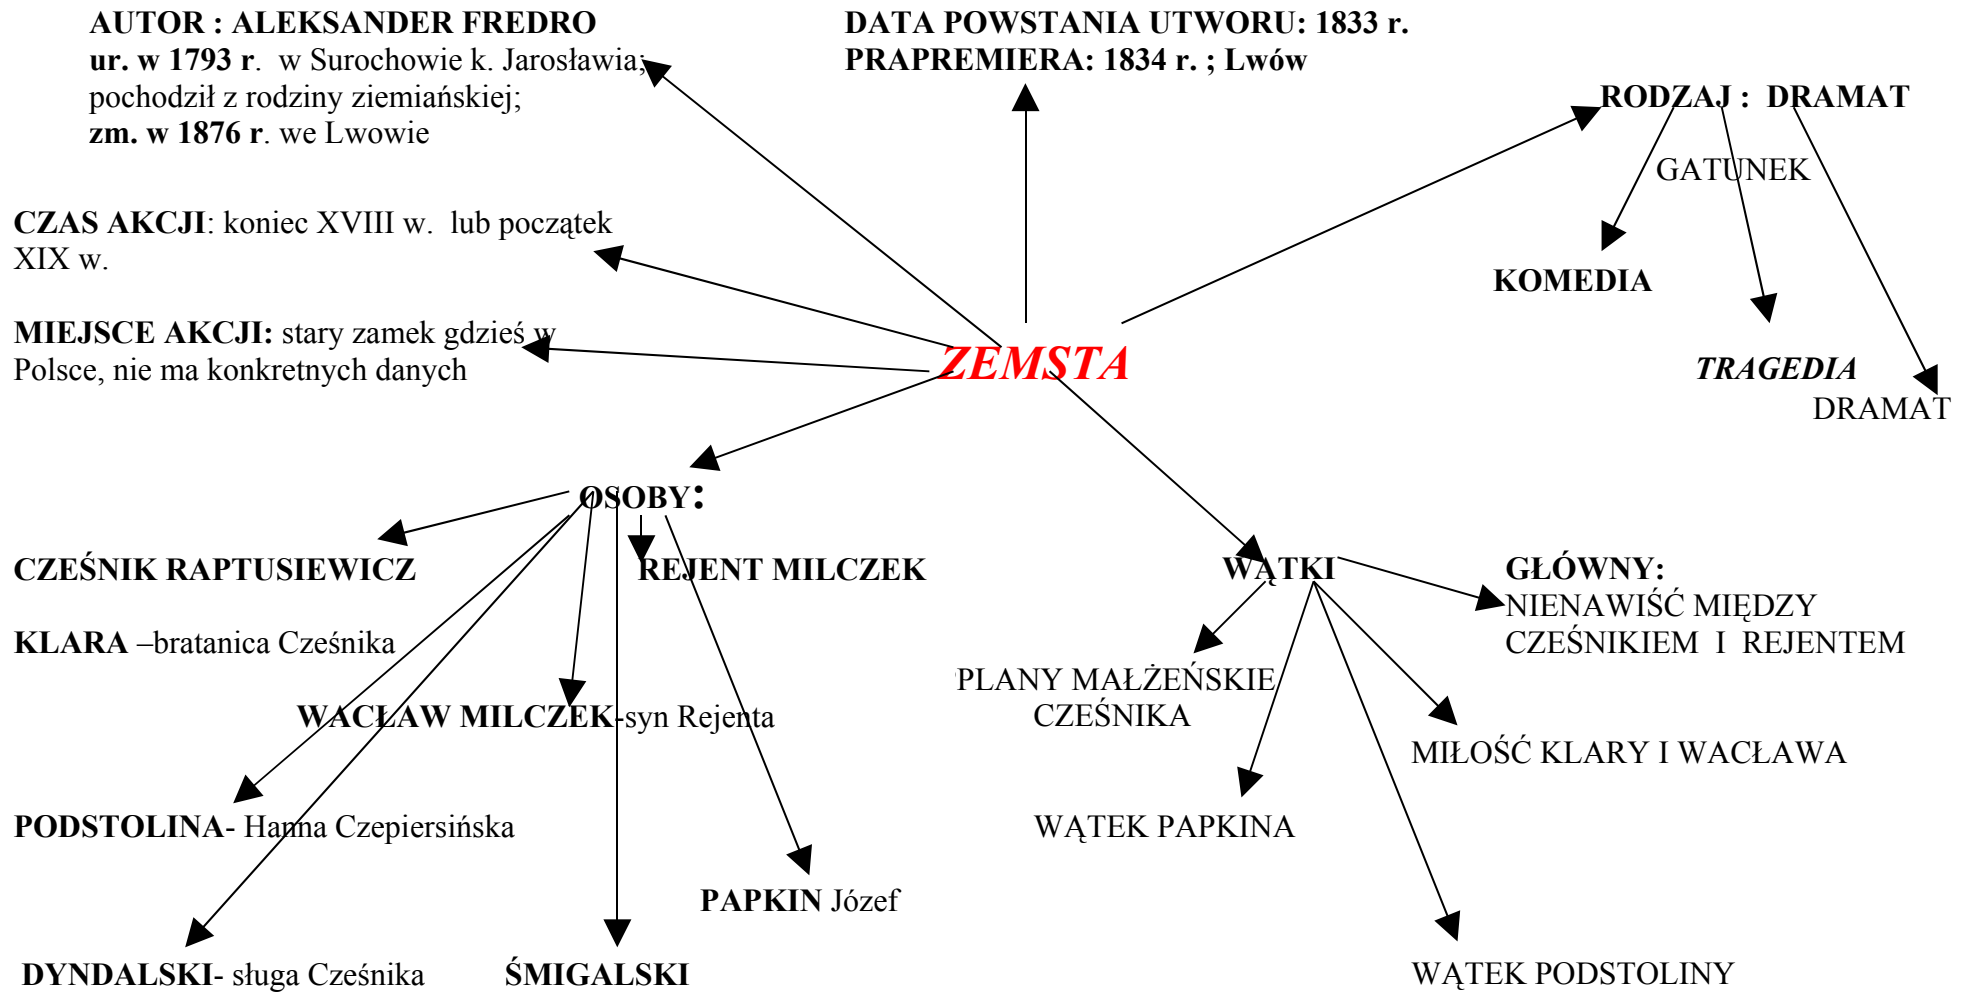 AUTOR : ALEKSANDER FREDRO
ur. w 1793 r. w Surochowie k. Jarosławia;
pochodził z rodziny ziemiańskiej;
zm. w 1876 r. we Lwowie
DATA POWSTANIA UTWORU: 1833 r.
PRAPREMIERA: 1834 r. ; Lwów
RODZAJ : DRAMAT
GATUNEK
KOMEDIA
TRAGEDIA
DRAMAT
CZAS AKCJI: koniec XVIII w. lub początek
XIX w.
MIEJSCE AKCJI: stary zamek gdzieś w
Polsce, nie ma konkretnych danych
ZEMSTA
OSOBY:
CZEŚNIK RAPTUSIEWICZ
REJENT MILCZEK
KLARA –bratanica Cześnika
WACŁAW MILCZEK-syn Rejenta
PODSTOLINA- Hanna Czepiersińska
PAPKIN Józef
DYNDALSKI- sługa Cześnika
ŚMIGALSKI
WĄTKI
GŁÓWNY:
NIENAWIŚĆ MIĘDZY
CZEŚNIKIEM I REJENTEM
PLANY MAŁŻEŃSKIE
CZEŚNIKA
MIŁOŚĆ KLARY I WACŁAWA
WĄTEK PAPKINA
WĄTEK PODSTOLINY